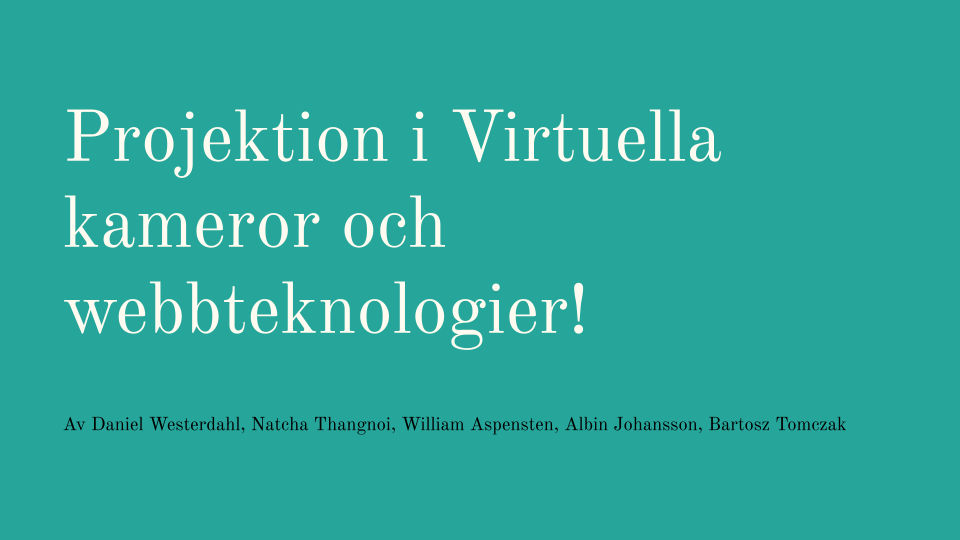 Projektion i Virtuella
kameror och
webbteknologier!
Av Daniel Westerdahl, Natcha Thangnoi, William Aspensten, Albin Johansson, Bartosz Tomczak